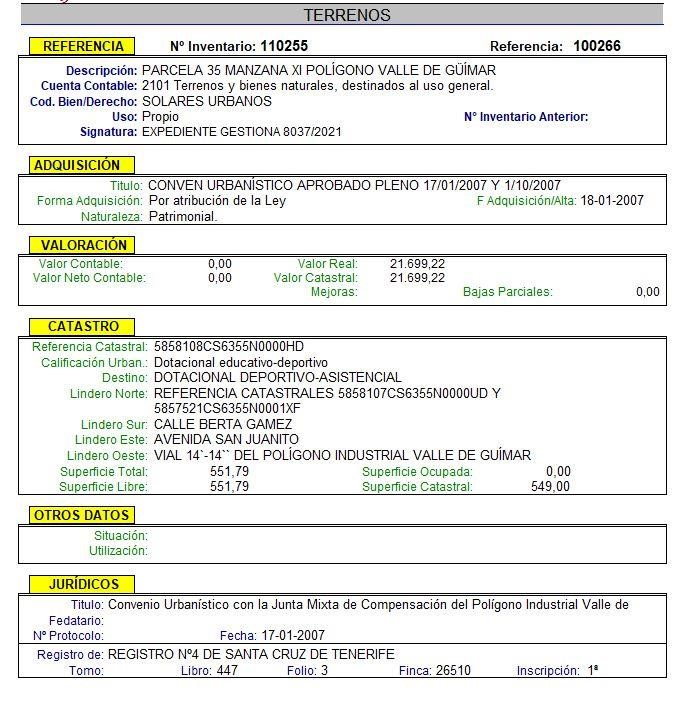 TERRENOS
REFERENCIA Nº Inventario: 110255 Referencia: 100266
Descripción: PARCELA 35 MANZANA XI POLÍGONO VALLE DE GÜÍMAR
Cuenta Contable: 2101 Terrenos y bienes naturales, destinados al uso general.
Cod. Bien/Derecho: SOLARES URBANOS
Uso: Propio Nº Inventario Anterior:
Signatura: EXPEDIENTE GESTIONA 8037/2021
ADQUISICIÓN
Titulo: CONVEN URBANÍSTICO APROBADO PLENO 17/01/2007 Y 1/10/2007
Forma Adquisición: Por atribución de la Ley F Adquisición/Alta: 18-01-2007
Naturaleza: Patrimonial.
VALORACIÓN
Valor Contable: 0,00 Valor Real: 21.699,22
Valor Neto Contable: 0,00 Valor Catastral: 21.699,22
Mejoras: Bajas Parciales: 0,00
CATASTRO
Referencia Catastral: 5858108CS6355N0000HD
Calificación Urban.: Dotacional educativo-deportivo
Destino: DOTACIONAL DEPORTIVO-ASISTENCIAL
Lindero Norte: REFERENCIA CATASTRALES 5858107CS6355N0000UD Y
5857521CS6355N0001XF
Lindero Sur: CALLE BERTA GAMEZ
Lindero Este: AVENIDA SAN JUANITO
Lindero Oeste: VIAL 14`-14`` DEL POLÍGONO INDUSTRIAL VALLE DE GUÍMAR
Superficie Total: 551,79 Superficie Ocupada: 0,00
Superficie Libre: 551,79 Superficie Catastral: 549,00
OTROS DATOS
Situación:
Utilización:
JURÍDICOS
Titulo: Convenio Urbanístico con la Junta Mixta de Compensación del Polígono Industrial Valle de
Fedatario:
Nº Protocolo: Fecha: 17-01-2007
Registro de: REGISTRO Nº4 DE SANTA CRUZ DE TENERIFE
Tomo: Libro: 447 Folio: 3 Finca: 26510 Inscripción: 1ª